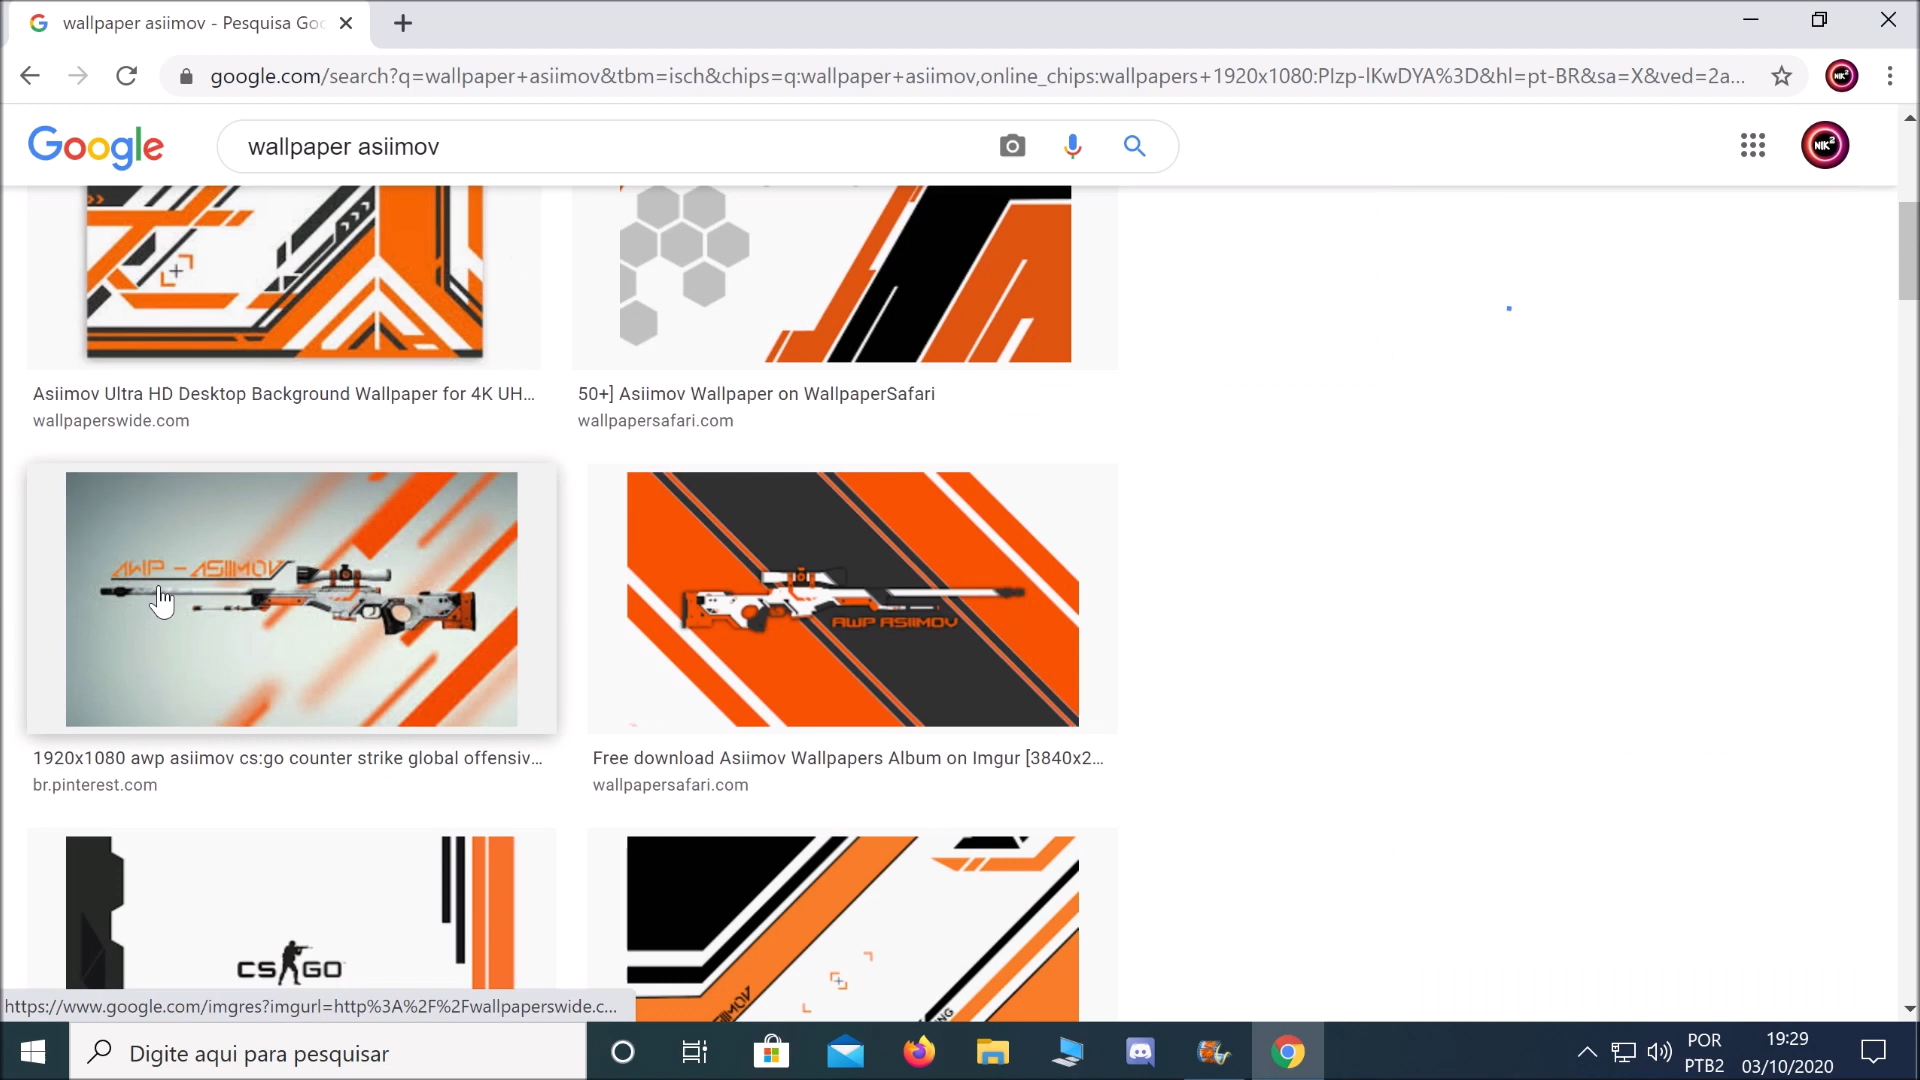 wallpaper asiimov - Pesquisa Goo
google.com/search?q=wallpaper+asiimov&tbm=isch&chips=q:wallpaper+asiimov,online_chips:wallpapers+1920x1080:PIzp-lKwDYA%3D&hl=pt-BR&sa=X&ved=2a...
NIK²
Google
wallpaper asiimov
NIK²
Asiimov Ultra HD Desktop Background Wallpaper for 4K UH...
wallpaperswide.com
50+] Asiimov Wallpaper on WallpaperSafari
wallpapersafari.com
AWP - ASIIMOV
AWP ASIIMOV
1920x1080 awp asiimov cs:go counter strike global offensiv...
br.pinterest.com
Free download Asiimov Wallpapers Album on Imgur [3840x2...
wallpapersafari.com
CS GO
ASIIMOV
https://www.google.com/imgres?imgurl=http%3A%2F%2Fwallpaperswide.c...
Digite aqui para pesquisar
POR
PTB2
19:29
03/10/2020